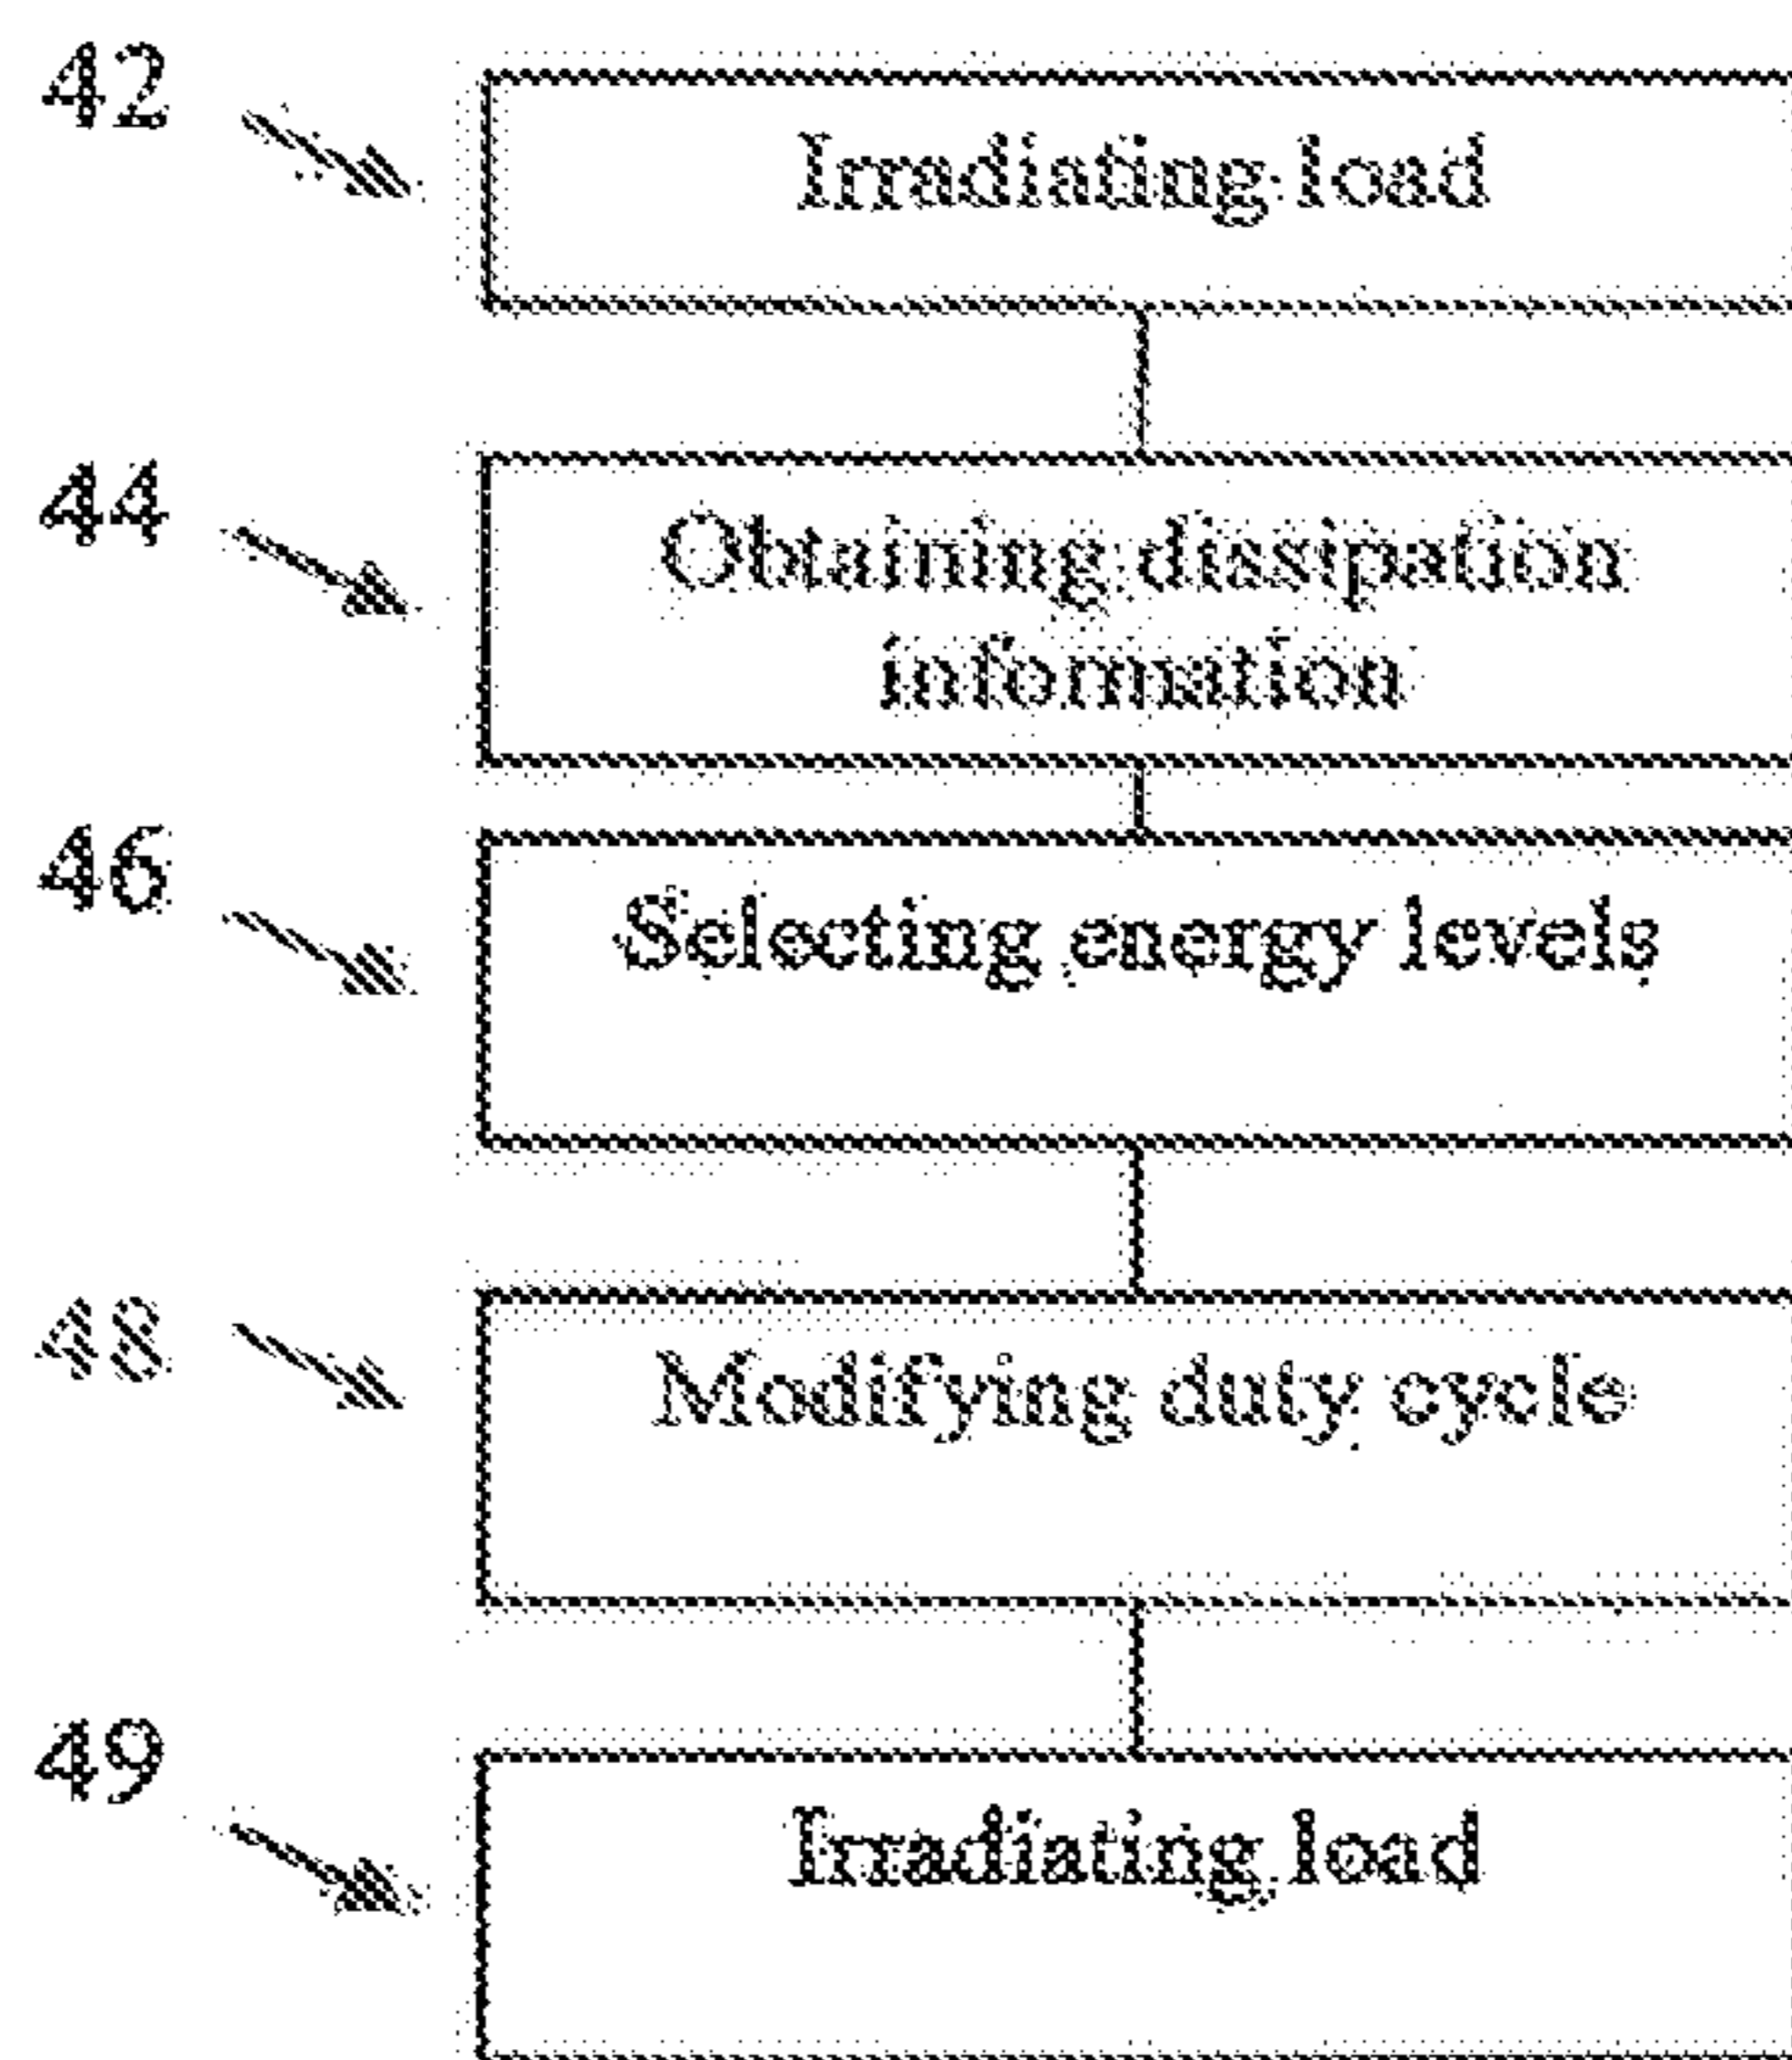 42
Irradiating load
44
Obtaining dissipation
information
46
Selecting energy levels
48
Modifying duty cycle
49
Irradiating load